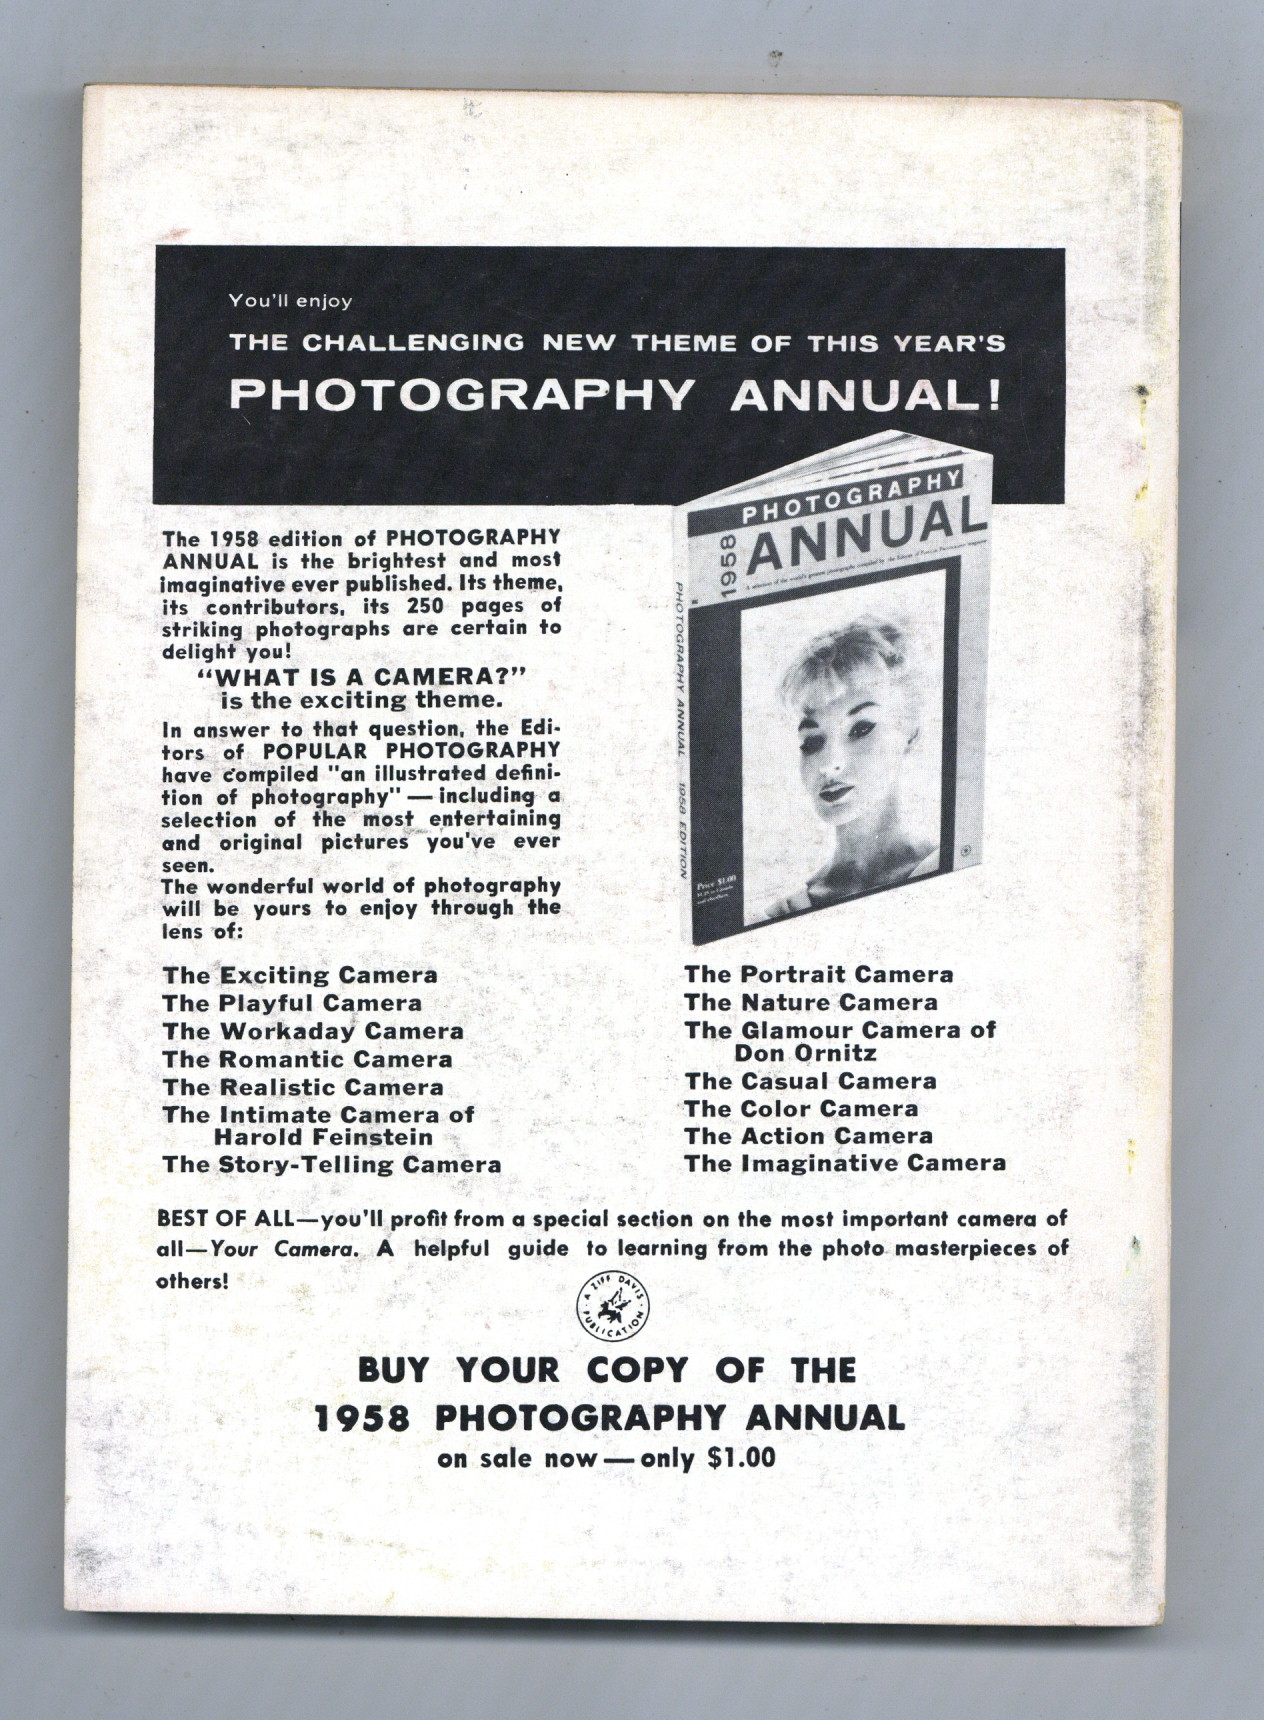 You'll enjoy
THE CHALLENGING NEW THEME OF THIS YEAR'S
PHOTOGRAPHY ANNUAL!
PHOTOGRAPHY
ANNUAL
1958
PHOTOGRAPHY ANNUAL 1958 EDITION
Price $1.00
The 1958 edition of PHOTOGRAPHY
ANNUAL is the brightest and most
imaginative ever published. Its theme,
its contributors, its 250 pages of
striking photographs are certain to
delight you!
“WHAT IS A CAMERA?”
is the exciting theme.
In answer to that question, the Edi-
tors of POPULAR PHOTOGRAPHY
have compiled "an illustrated defini-
tion of photography" — including a
selection of the most entertaining
and original pictures you've ever
seen.
The wonderful world of photography
will be yours to enjoy through the
lens of:
The Exciting Camera
The Playful Camera
The Workaday Camera
The Romantic Camera
The Realistic Camera
The Intimate Camera of
Harold Feinstein
The Story-Telling Camera
The Portrait Camera
The Nature Camera
The Glamour Camera of
Don Ornitz
The Casual Camera
The Color Camera
The Action Camera
The Imaginative Camera
BEST OF ALL—you'll profit from a special section on the most important camera of
all—Your Camera. A helpful guide to learning from the photo masterpieces of
others!
A ZIFF DAVIS PUBLICATION
BUY YOUR COPY OF THE
1958 PHOTOGRAPHY ANNUAL
on sale now — only $1.00